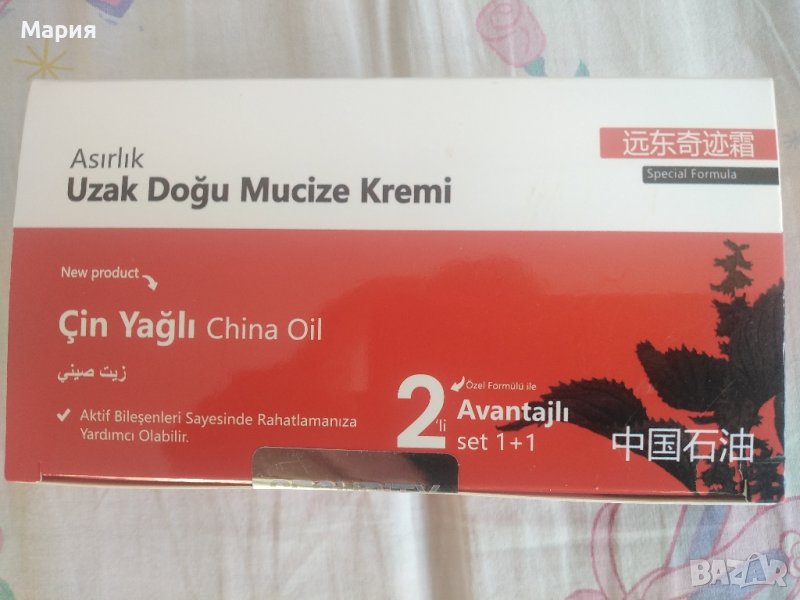 Мария
Asırlık
Uzak Doğu Mucize Kremi
远东奇迹霜
Special Formula
New product
Çin Yağlı China Oil
زيت صيني
✓ Aktif Bileşenleri Sayesinde Rahatlamanıza
Yardımcı Olabilir.
2'li
Özel Formülü ile
Avantajlı
set 1+1
中国石油
SECURITY
BAZAR